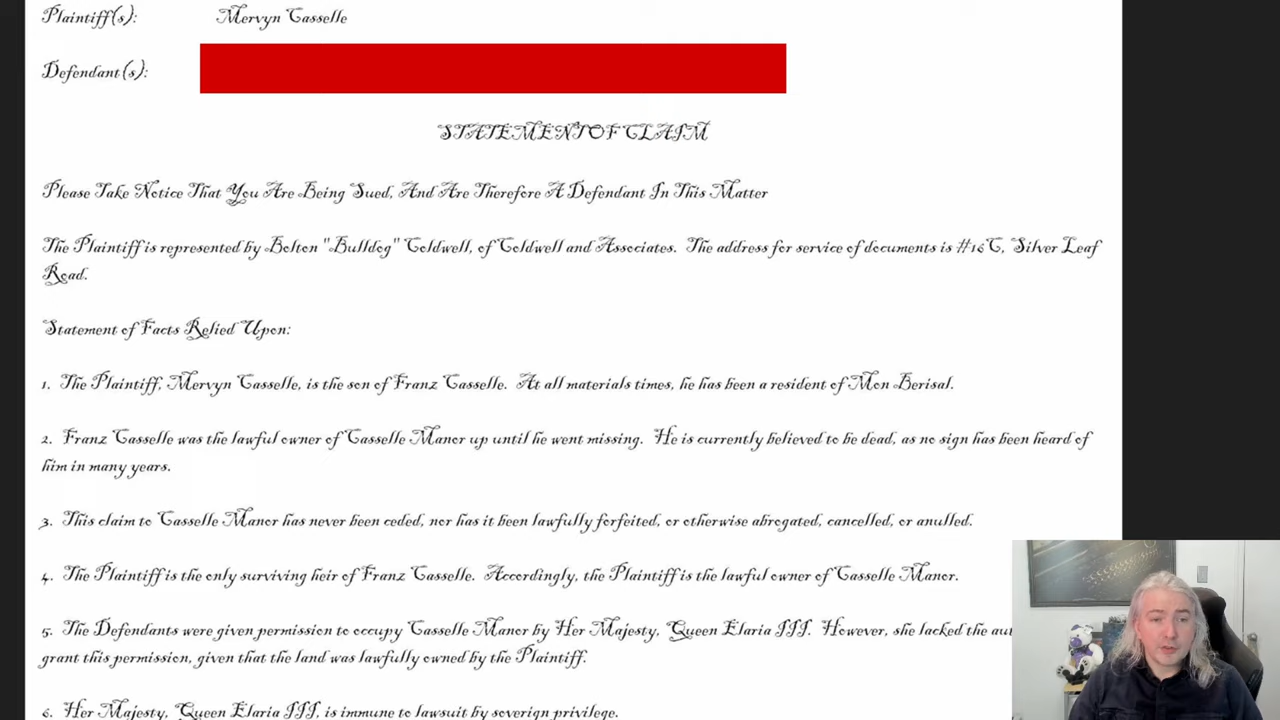 Plaintiff(s): Mervyn Casselle
Defendant(s):
STATEMENT OF CLAIM
Please Take Notice That You Are Being Sued, And Are Therefore A Defendant In This Matter
The Plaintiff is represented by Bolton "Bulldog" Coldwell, of Coldwell and Associates. The address for service of documents is #16C, Silver Leaf
Road.
Statement of Facts Relied Upon:
1. The Plaintiff, Mervyn Casselle, is the son of Franz Casselle. At all materials times, he has been a resident of Mon Berisal.
2. Franz Casselle was the lawful owner of Casselle Manor up until he went missing. He is currently believed to be dead, as no sign has been heard of
him in many years.
3. This claim to Casselle Manor has never been ceded, nor has it been lawfully forfeited, or otherwise abrogated, cancelled, or anulled.
4. The Plaintiff is the only surviving heir of Franz Casselle. Accordingly, the Plaintiff is the lawful owner of Casselle Manor.
5. The Defendants were given permission to occupy Casselle Manor by Her Majesty, Queen Elaria III. However, she lacked the
grant this permission, given that the land was lawfully owned by the Plaintiff.
6. Her Majesty, Queen Elaria III, is immune to lawsuit by soverign privilege.